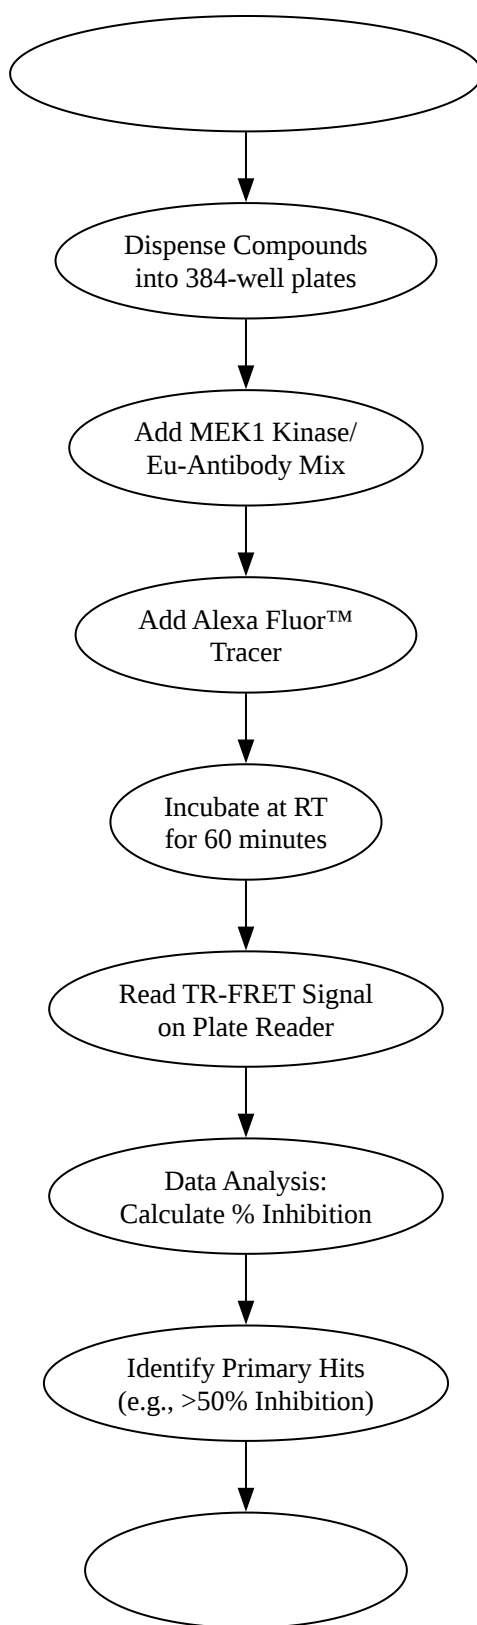 Dispense Compounds
into 384-well plates
Add MEK1 Kinase/
Eu-Antibody Mix
Add Alexa Fluor™
Tracer
Incubate at RT
for 60 minutes
Read TR-FRET Signal
on Plate Reader
Data Analysis:
Calculate % Inhibition
Identify Primary Hits
(e.g., >50% Inhibition)